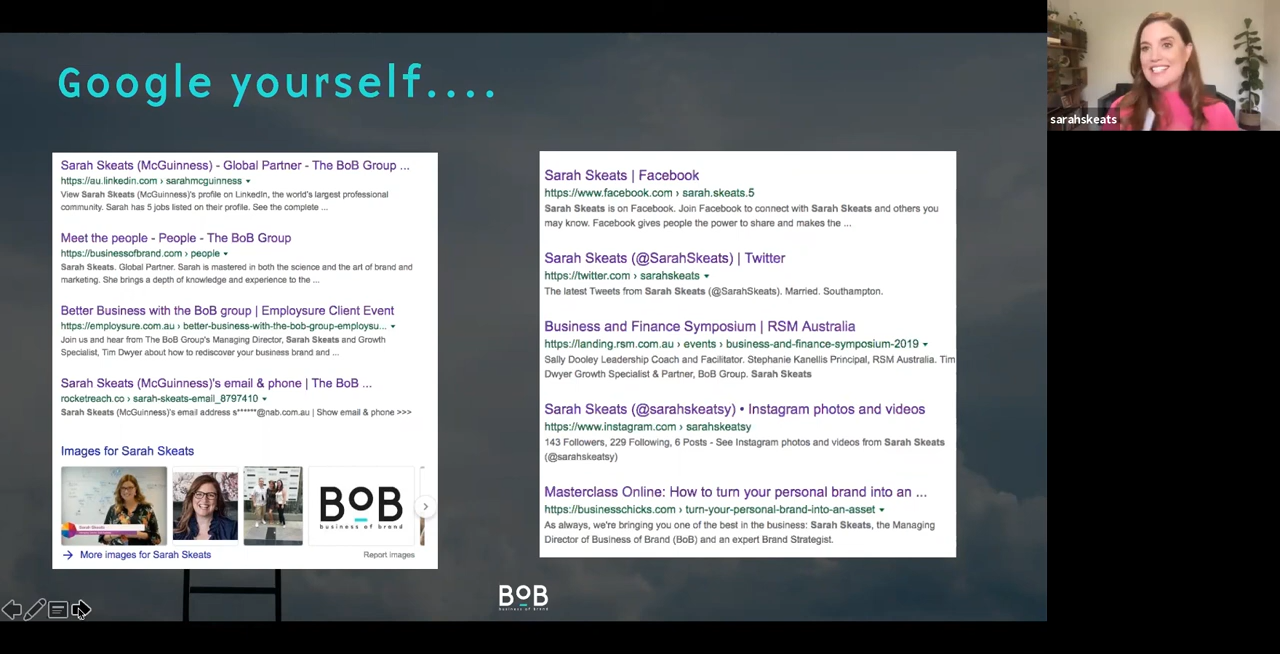 Google yourself....
sarahskeats
Sarah Skeats (McGuinness) - Global Partner - The BoB Group ...
https://au.linkedin.com › sarahmcguinness
View Sarah Skeats (McGuinness)'s profile on LinkedIn, the world's largest professional
community. Sarah has 5 jobs listed on their profile. See the complete ...
Meet the people - People - The BoB Group
https://businessofbrand.com › people
Sarah Skeats. Global Partner. Sarah is mastered in both the science and the art of brand and
marketing. She brings a depth of knowledge and experience to the ...
Better Business with the BoB group | Employsure Client Event
https://employsure.com.au › better-business-with-the-bob-group-employsu...
Join us and hear from The BoB Group's Managing Director, Sarah Skeats and Growth
Specialist, Tim Dwyer about how to rediscover your business brand and ...
Sarah Skeats (McGuinness)'s email & phone | The BoB ...
rocketreach.co › sarah-skeats-email_8797410
Sarah Skeats (McGuinness)'s email address s******@nab.com.au | Show email & phone >>>
Images for Sarah Skeats
BoB
business of brand
More images for Sarah Skeats
Report images
Sarah Skeats | Facebook
https://www.facebook.com › sarah.skeats.5
Sarah Skeats is on Facebook. Join Facebook to connect with Sarah Skeats and others you
may know. Facebook gives people the power to share and makes the ...
Sarah Skeats (@SarahSkeats) | Twitter
https://twitter.com › sarahskeats
The latest Tweets from Sarah Skeats (@SarahSkeats). Married. Southampton.
Business and Finance Symposium | RSM Australia
https://landing.rsm.com.au › events › business-and-finance-symposium-2019
Sally Dooley Leadership Coach and Facilitator. Stephanie Kanellis Principal, RSM Australia. Tim
Dwyer Growth Specialist & Partner, BoB Group. Sarah Skeats
Sarah Skeats (@sarahskeatsy) • Instagram photos and videos
https://www.instagram.com › sarahskeatsy
143 Followers, 229 Following, 6 Posts - See Instagram photos and videos from Sarah Skeats
(@sarahskeatsy)
Masterclass Online: How to turn your personal brand into an ...
https://businesschicks.com › turn-your-personal-brand-into-an-asset
As always, we're bringing you one of the best in the business: Sarah Skeats, the Managing
Director of Business of Brand (BoB) and an expert Brand Strategist.
BoB
business of brand